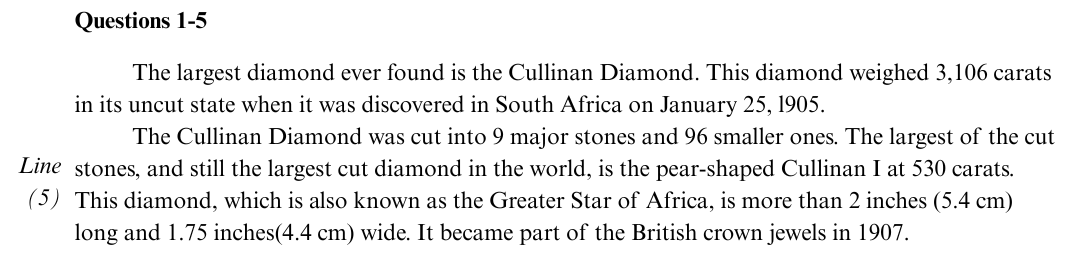 Questions 1-5
The largest diamond ever found is the Cullinan Diamond. This diamond weighed 3,106 carats
in its uncut state when it was discovered in South Africa on January 25, l905.
The Cullinan Diamond was cut into 9 major stones and 96 smaller ones. The largest of the cut
Line stones, and still the largest cut diamond in the world, is the pear-shaped Cullinan I at 530 carats.
(5) This diamond, which is also known as the Greater Star of Africa, is more than 2 inches (5.4 cm)
long and 1.75 inches(4.4 cm) wide. It became part of the British crown jewels in 1907.